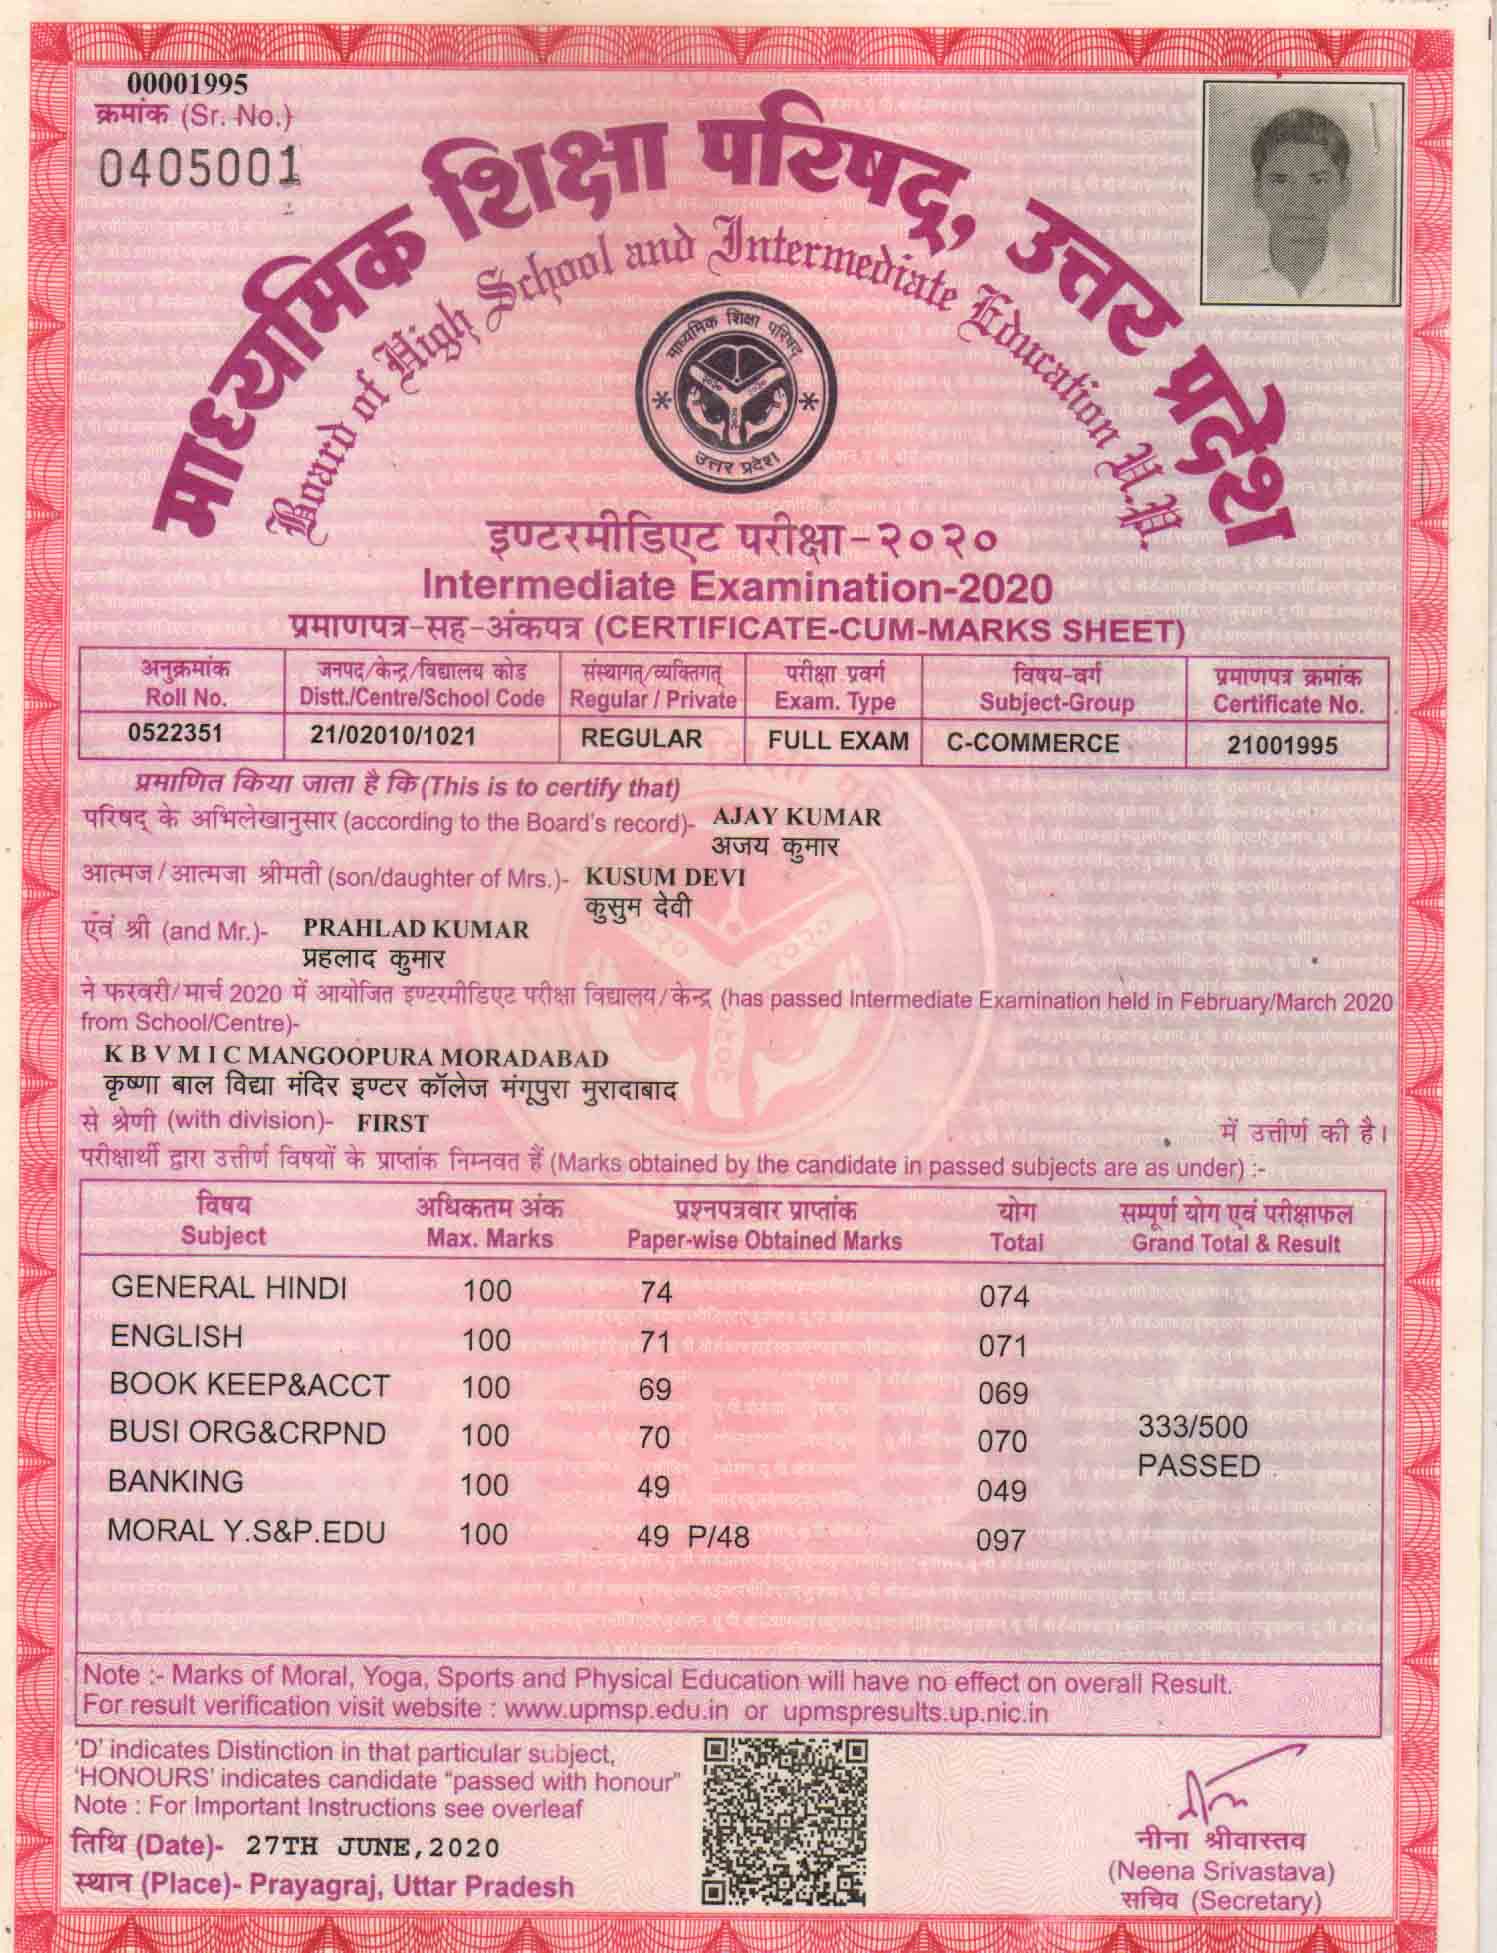 00001995
क्रमांक (Sr. No.)
0405001
माध्यमिक शिक्षा परिषद्, उत्तर प्रदेश
Board of High School and Intermediate Education U.P.
माध्यमिक शिक्षा परिषद्
उत्तर प्रदेश
इण्टरमीडिएट परीक्षा-२०२०
Intermediate Examination-2020
प्रमाणपत्र-सह-अंकपत्र (CERTIFICATE-CUM-MARKS SHEET)
अनुक्रमांक जनपद/केन्द्र/विद्यालय कोड संस्थागत्/व्यक्तिगत् परीक्षा प्रवर्ग विषय-वर्ग प्रमाणपत्र क्रमांक
Roll No. Distt./Centre/School Code Regular / Private Exam. Type Subject-Group Certificate No.
0522351 21/02010/1021 REGULAR FULL EXAM C-COMMERCE 21001995
प्रमाणित किया जाता है कि (This is to certify that)
परिषद् के अभिलेखानुसार (according to the Board's record)- AJAY KUMAR
अजय कुमार
आत्मज / आत्मजा श्रीमती (son/daughter of Mrs.)- KUSUM DEVI
कुसुम देवी
एवं श्री (and Mr.)- PRAHLAD KUMAR
प्रहलाद कुमार
ने फरवरी/मार्च 2020 में आयोजित इण्टरमीडिएट परीक्षा विद्यालय/केन्द्र (has passed Intermediate Examination held in February/March 2020
from School/Centre)-
K B V M I C MANGOOPURA MORADABAD
कृष्णा बाल विद्या मंदिर इण्टर कॉलेज मंगूपुरा मुरादाबाद
से श्रेणी (with division)- FIRST में उत्तीर्ण की है।
परीक्षार्थी द्वारा उत्तीर्ण विषयों के प्राप्तांक निम्नवत हैं (Marks obtained by the candidate in passed subjects are as under) :-
विषय अधिकतम अंक प्रश्नपत्रवार प्राप्तांक योग सम्पूर्ण योग एवं परीक्षाफल
Subject Max. Marks Paper-wise Obtained Marks Total Grand Total & Result
GENERAL HINDI 100 74 074
ENGLISH 100 71 071
BOOK KEEP&ACCT 100 69 069
BUSI ORG&CRPND 100 70 070 333/500
PASSED
BANKING 100 49 049
MORAL Y.S&P.EDU 100 49 P/48 097
Note :- Marks of Moral, Yoga, Sports and Physical Education will have no effect on overall Result.
For result verification visit website : www.upmsp.edu.in or upmspresults.up.nic.in
'D' indicates Distinction in that particular subject,
'HONOURS' indicates candidate "passed with honour"
Note : For Important Instructions see overleaf
तिथि (Date)- 27TH JUNE,2020
स्थान (Place)- Prayagraj, Uttar Pradesh
नीना श्रीवास्तव
(Neena Srivastava)
सचिव (Secretary)